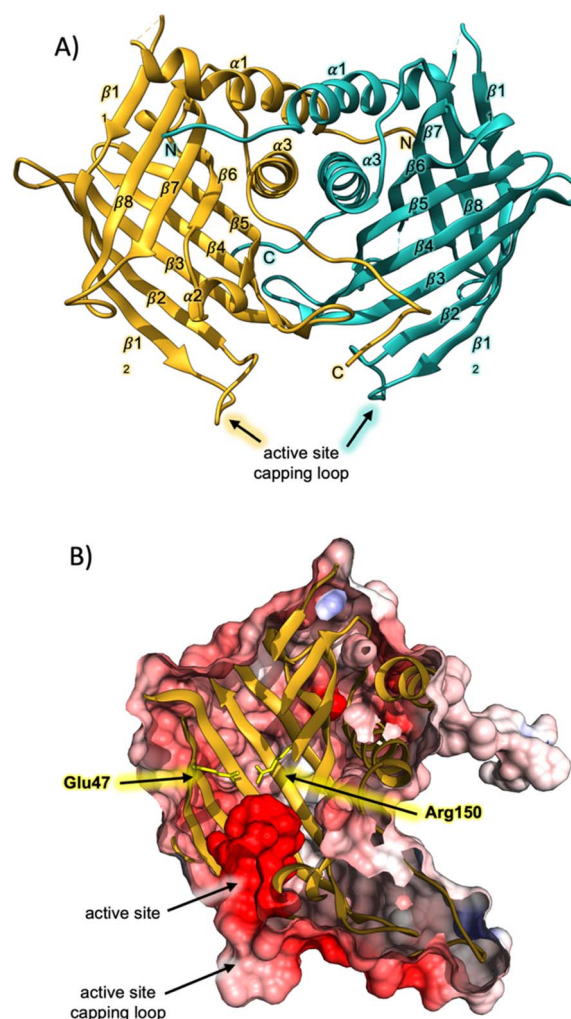 A)
α1 α1
β1
1
β1
1
N
N
β7
β7
β6
β6
α3
α3
β8
β8
β5
β5
β4
β4
C
β3
β3
α2
β2
β2
β1
2
β1
2
C
active site
capping loop
B)
Glu47
Arg150
active site
active site
capping loop